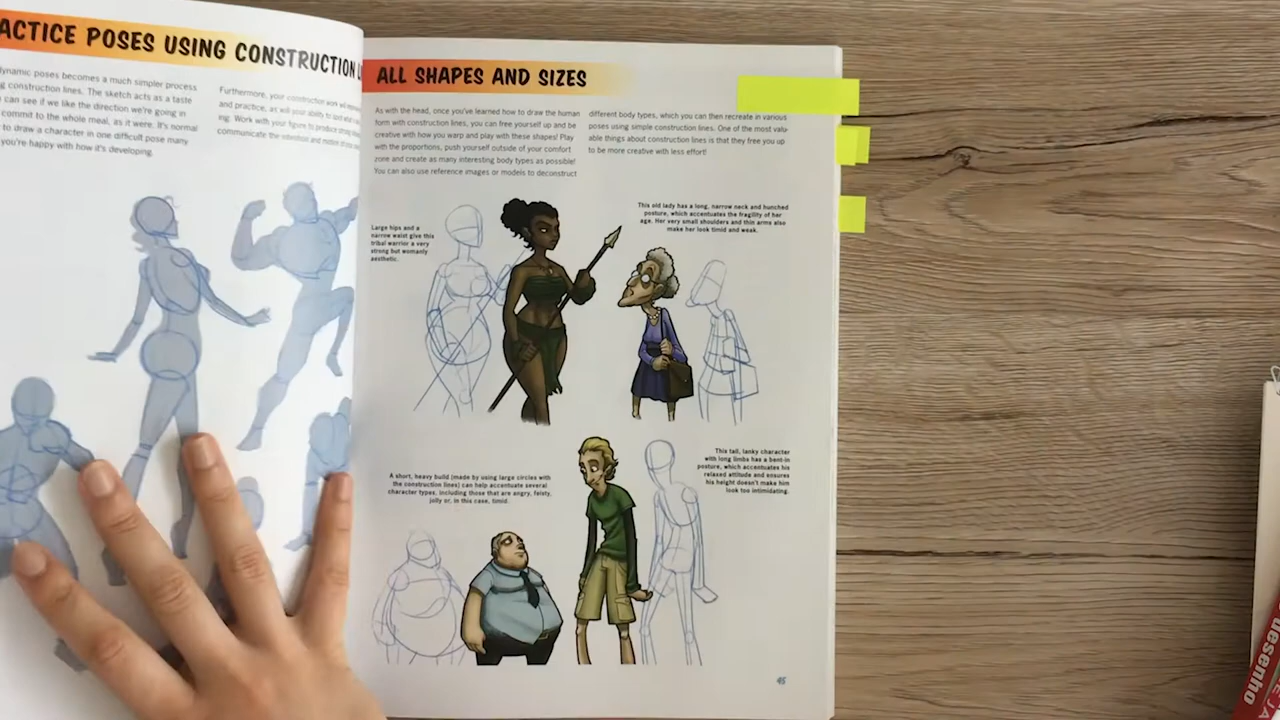 ACTICE POSES USING CONSTRUCTION L
dynamic poses becomes a much simpler process
g construction lines. The sketch acts as a taste
can see if we like the direction we're going in
commit to the whole meal, as it were. It's normal
to draw a character in one difficult pose many
you're happy with how it's developing.
Furthermore, your construction work will
and practice, as will your ability to
ing. Work with your figure to produce strong
communicate the
ALL SHAPES AND SIZES
As with the head, once you've learned how to draw the human
form with construction lines, you can free yourself up and be
creative with how you warp and play with these shapes! Play
with the proportions, push yourself outside of your comfort
zone and create as many interesting body types as possible!
You can also use reference images or models to deconstruct
different body types, which you can then recreate in various
poses using simple construction lines. One of the most valu-
able things about construction lines is that they free you up
to be more creative with less effort!
Large hips and a
narrow waist give this
tribal warrior a very
strong but womanly
aesthetic.
This old lady has a long, narrow neck and hunched
posture, which accentuates the fragility of her
age. Her very small shoulders and thin arms also
make her look timid and weak.
A short, heavy build (made by using large circles with
the construction lines) can help accentuate several
character types, including those that are angry, feisty,
jolly or, in this case, timid.
This tall, lanky character
with long limbs has a bent-in
posture, which accentuates his
relaxed attitude and ensures
his height doesn't make him
look too intimidating.
45
desenho